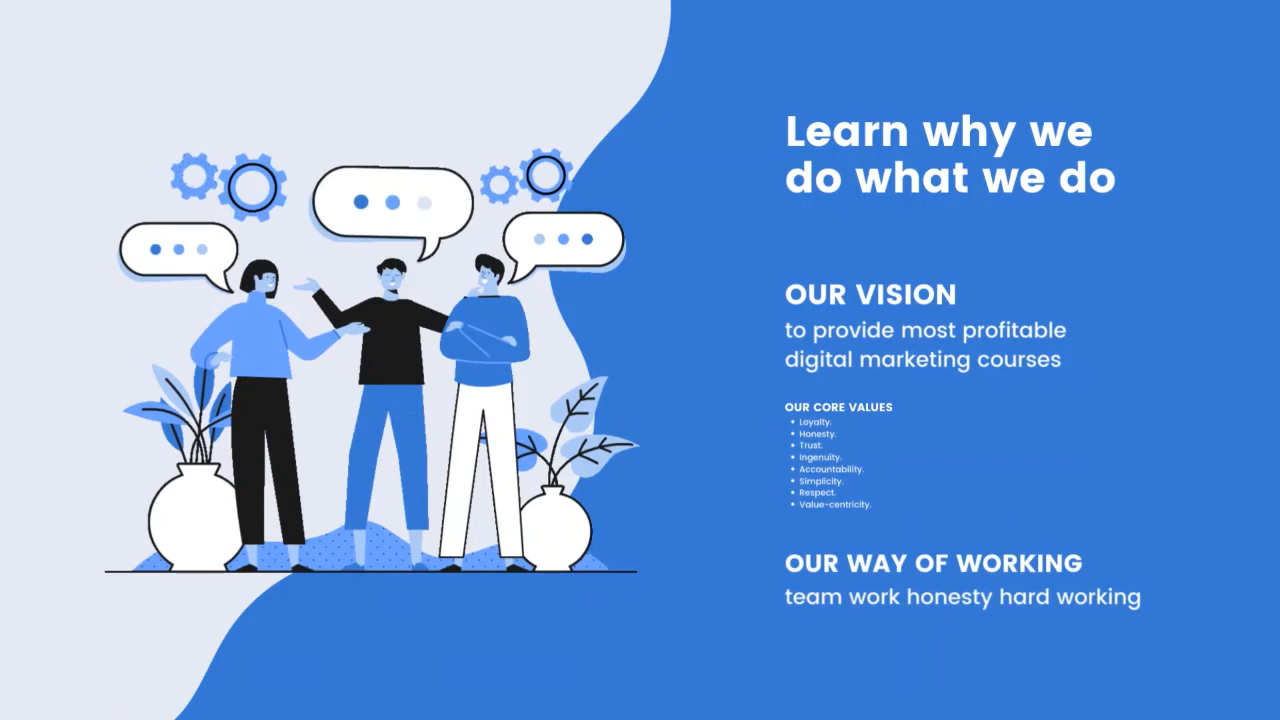 Learn why we
do what we do
OUR VISION
to provide most profitable
digital marketing courses
OUR CORE VALUES
• Loyalty.
• Honesty.
• Trust.
• Ingenuity.
• Accountability.
• Simplicity.
• Respect.
• Value-centricity.
OUR WAY OF WORKING
team work honesty hard working